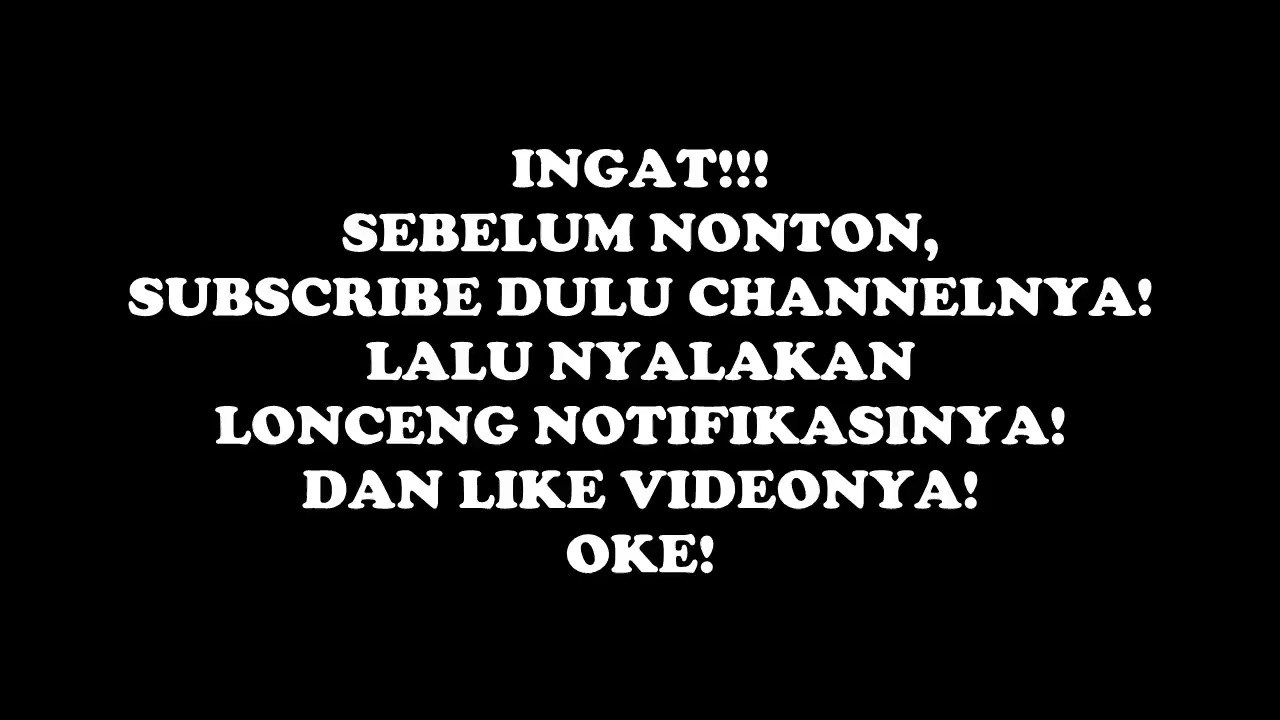 INGAT!!!
SEBELUM NONTON,
SUBSCRIBE DULU CHANNELNYA!
LALU NYALAKAN
LONCENG NOTIFIKASINYA!
DAN LIKE VIDEONYA!
OKE!